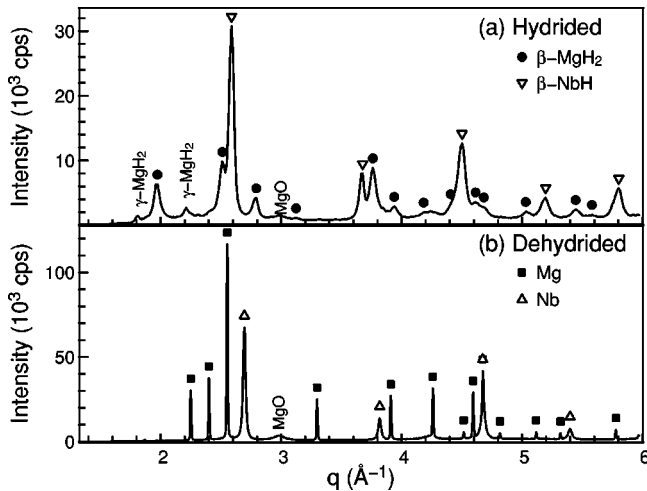 (a) Hydrided
β−MgH₂
β−NbH
γ−MgH₂
γ−MgH₂
MgO
Intensity (10³ cps)
30
20
10
(b) Dehydrided
Mg
Nb
MgO
Intensity (10³ cps)
100
50
0
2
3
4
5
6
q (Å⁻¹)